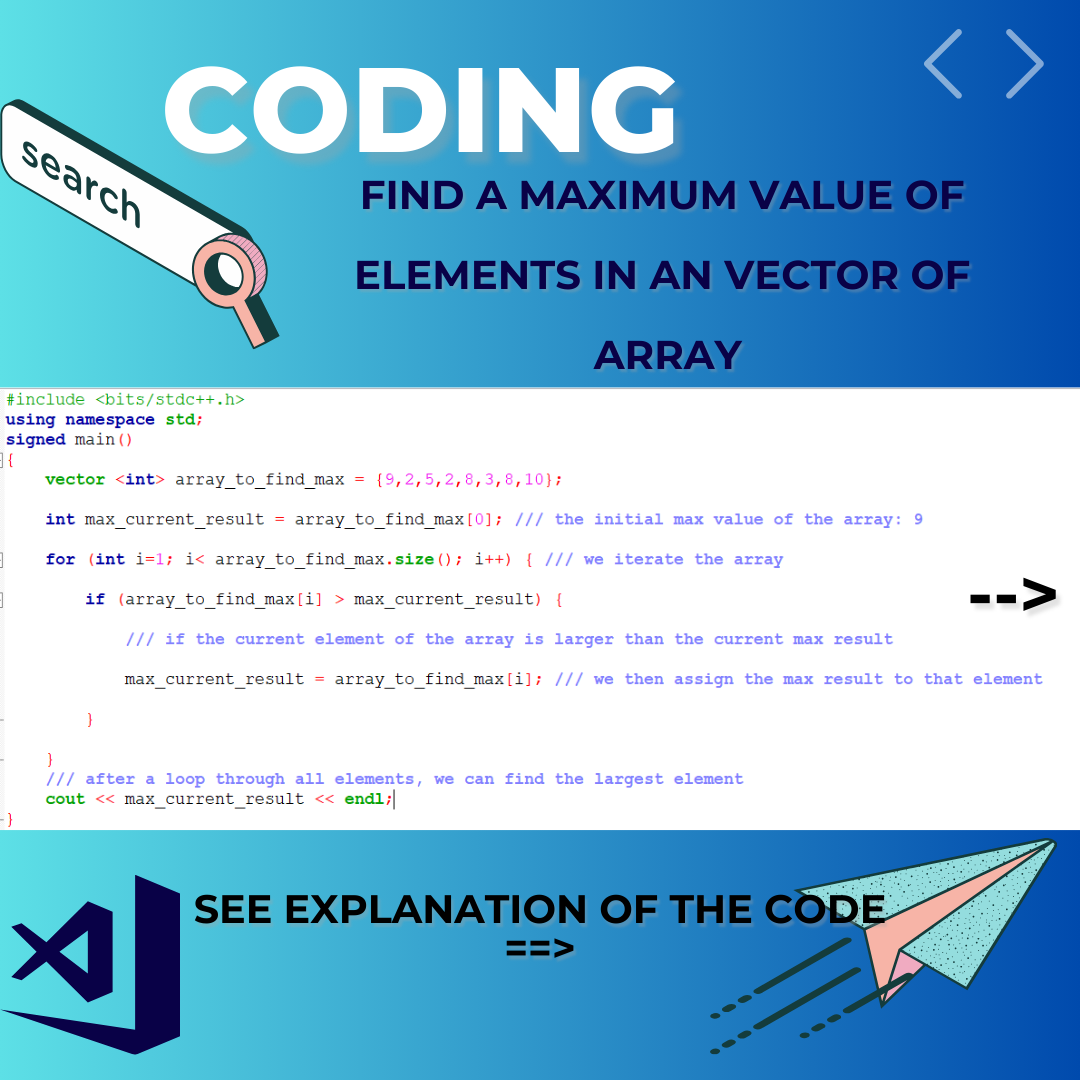 CODING
search
FIND A MAXIMUM VALUE OF
ELEMENTS IN AN VECTOR OF
ARRAY
#include <bits/stdc++.h>
using namespace std;
signed main()
{
    vector <int> array_to_find_max = {9,2,5,2,8,3,8,10};
    int max_current_result = array_to_find_max[0]; /// the initial max value of the array: 9
    for (int i=1; i< array_to_find_max.size(); i++) { /// we iterate the array
        if (array_to_find_max[i] > max_current_result) {
            /// if the current element of the array is larger than the current max result
            max_current_result = array_to_find_max[i]; /// we then assign the max result to that element
        }
    }
    /// after a loop through all elements, we can find the largest element
    cout << max_current_result << endl;
}
-->
SEE EXPLANATION OF THE CODE
==>